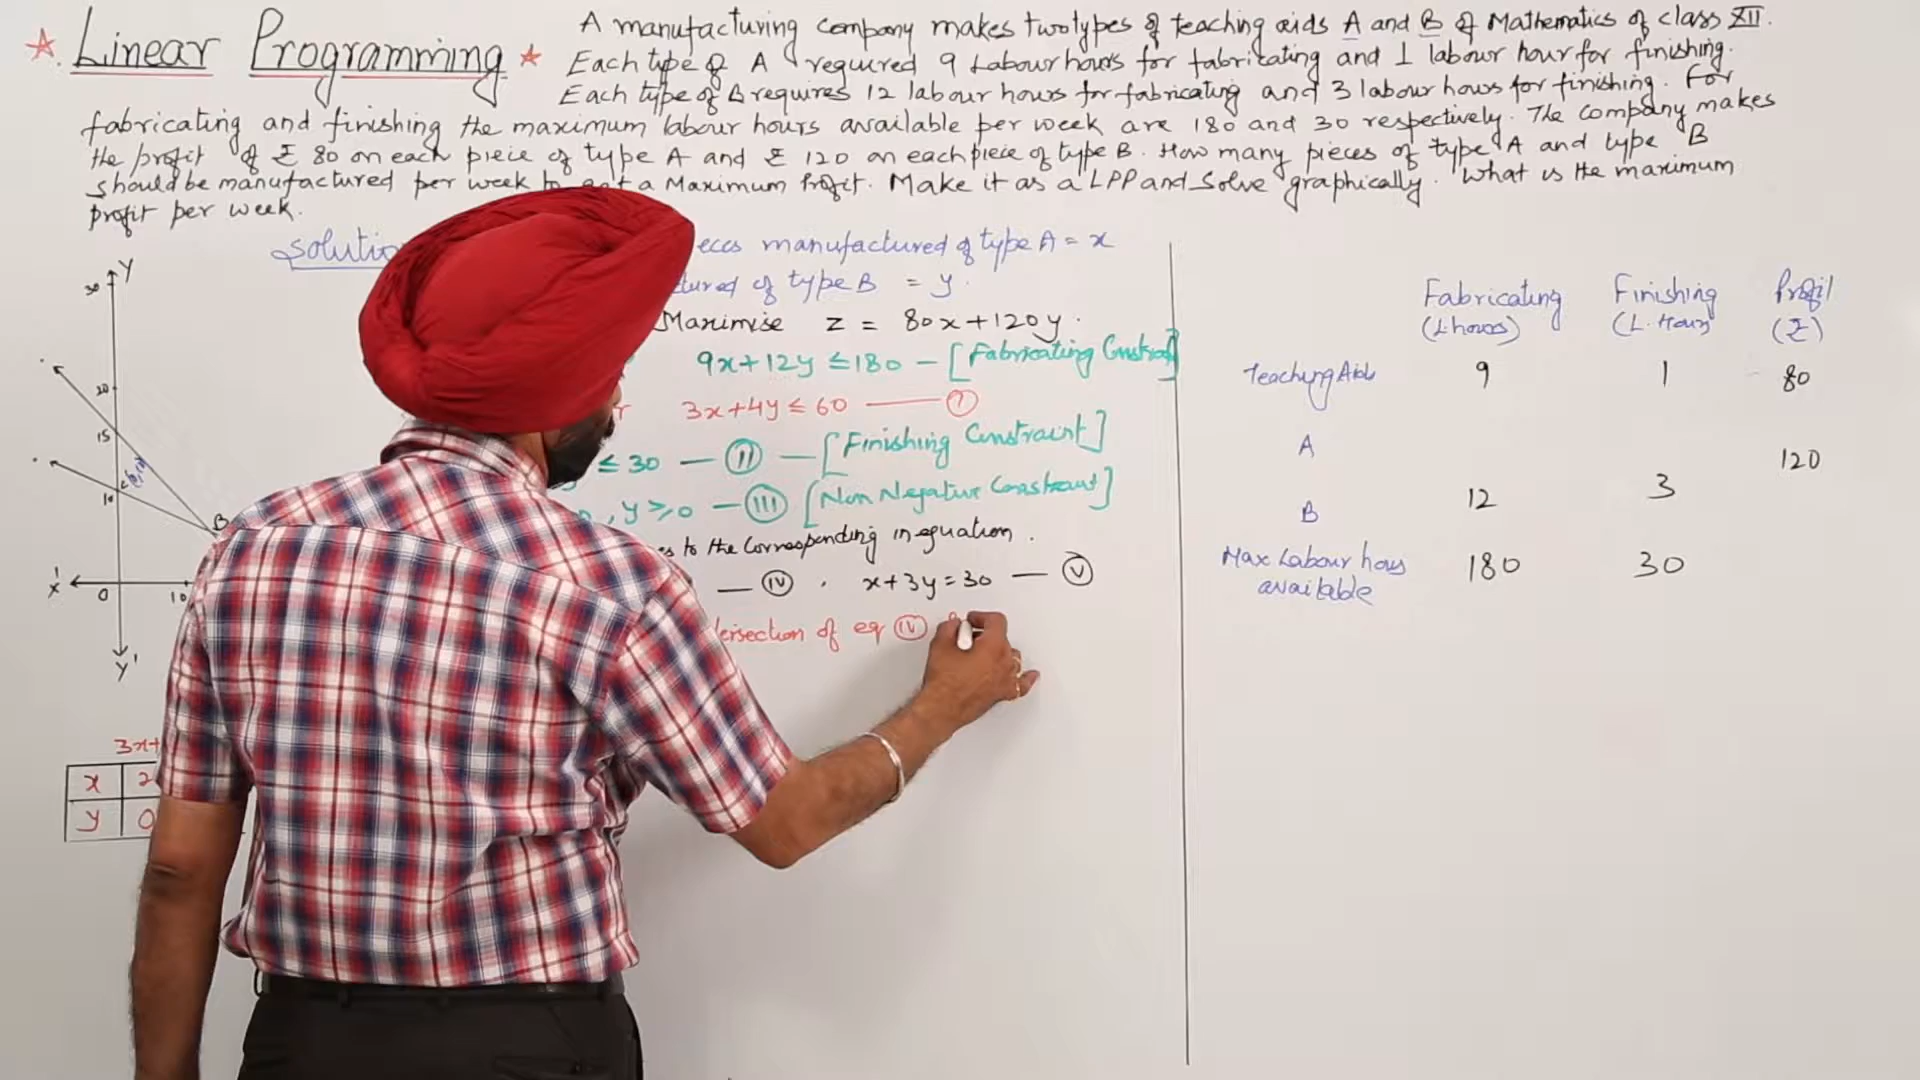 Linear Programming
A manufacturing company makes two types of teaching aids A and B of Mathematics of class XII.
Each type of A required 9 Labour hours for fabricating and 1 labour hour for finishing.
Each type of B requires 12 labour hours for fabricating and 3 labour hours for finishing. For
fabricating and finishing the maximum labour hours available per week are 180 and 30 respectively. The company makes
the profit of ₹ 80 on each piece of type A and ₹ 120 on each piece of type B. How many pieces of type A and type B
should be manufactured per week to a Maximum Profit. Make it as a LPP and Solve graphically. What is the maximum
profit per week.
manufactured of type A = x
of type B = y.
Maximise z = 80x+120y.
9x+12y ≤ 180 - [Fabricating
3x+4y ≤ 60 — I
≤ 30 — II — [Finishing Constraint]
, y ≥ 0 — III [Non Negative Constraint]
to the corresponding inequation.
— IV , x+3y=30 — V
of eq IV
Y
30
20
15
10
B
X'
0
10
Y'
x
y 0
Fabricating Finishing Profit
(L.hours) (L. Hours (₹)
Teaching Aids 9 1 80
A
120
B 12 3
Max Labour hours 180 30
available